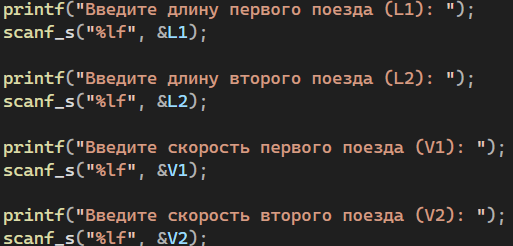 printf("Введите длину первого поезда (L1): ");
scanf_s("%lf", &L1);
printf("Введите длину второго поезда (L2): ");
scanf_s("%lf", &L2);
printf("Введите скорость первого поезда (V1): ");
scanf_s("%lf", &V1);
printf("Введите скорость второго поезда (V2): ");
scanf_s("%lf", &V2);